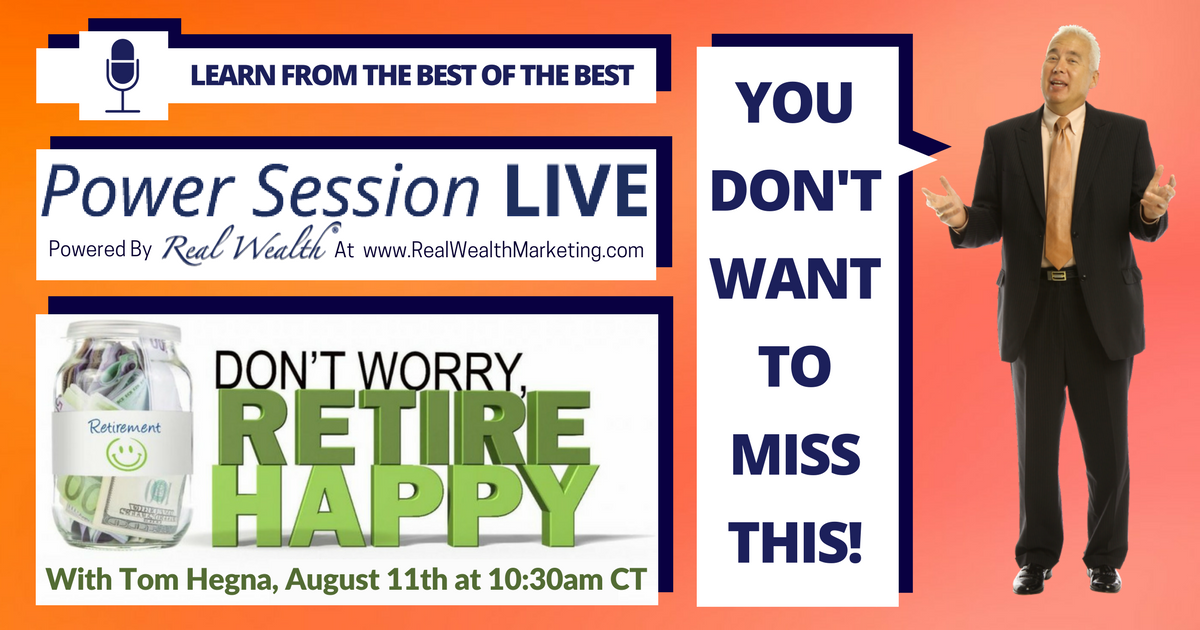 LEARN FROM THE BEST OF THE BEST
Power Session LIVE
Powered By Real Wealth® At www.RealWealthMarketing.com
Retirement
DON'T WORRY,
RETIRE
HAPPY
With Tom Hegna, August 11th at 10:30am CT
YOU
DON'T
WANT
TO
MISS
THIS!